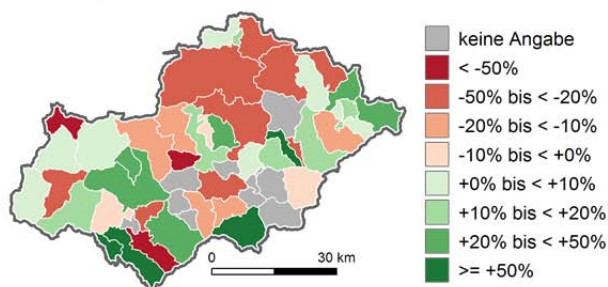 keine Angabe
< -50%
-50% bis < -20%
-20% bis < -10%
-10% bis < +0%
+0% bis < +10%
+10% bis < +20%
+20% bis < +50%
>= +50%
0 30 km